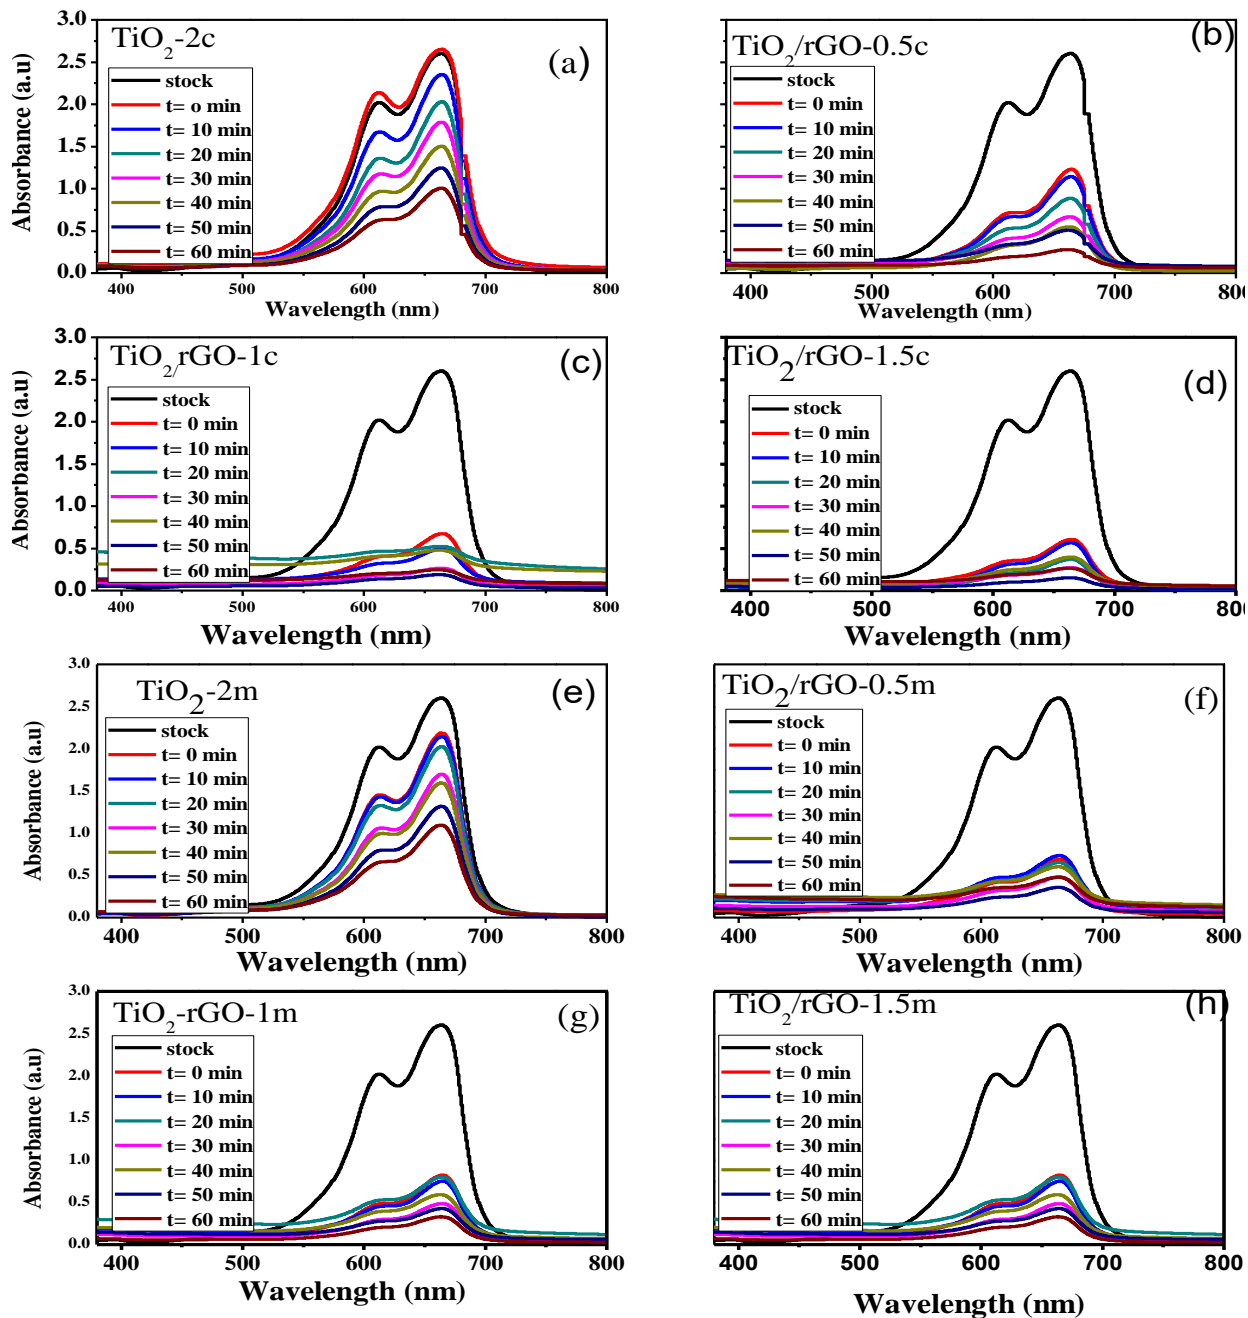 TiO2-2c
(a)
Absorbance (a.u)
3.0
2.5
2.0
1.5
1.0
0.5
0.0
stock
t= o min
t= 10 min
t= 20 min
t= 30 min
t= 40 min
t= 50 min
t= 60 min
400 500 600 700 800
Wavelength (nm)
TiO2/rGO-0.5c
(b)
stock
t= 0 min
t= 10 min
t= 20 min
t= 30 min
t= 40 min
t= 50 min
t= 60 min
400 500 600 700
Wavelength (nm)
TiO2/rGO-1c
(c)
Absorbance (a.u)
3.0
2.5
2.0
1.5
1.0
0.5
0.0
stock
t= 0 min
t= 10 min
t= 20 min
t= 30 min
t= 40 min
t= 50 min
t= 60 min
400 500 600 700 800
Wavelength (nm)
TiO2/rGO-1.5c
(d)
stock
t= 0 min
t= 10 min
t= 20 min
t= 30 min
t= 40 min
t= 50 min
t= 60 min
400 500 600 700
Wavelength (nm)
TiO2-2m
(e)
Absorbance (a.u)
3.0
2.5
2.0
1.5
1.0
0.5
0.0
stock
t= 0 min
t= 10 min
t= 20 min
t= 30 min
t= 40 min
t= 50 min
t= 60 min
400 500 600 700 800
Wavelength (nm)
TiO2/rGO-0.5m
(f)
stock
t= 0 min
t= 10 min
t= 20 min
t= 30 min
t= 40 min
t= 50 min
t= 60 min
400 500 600 700 800
Wavelength (nm)
TiO2-rGO-1m
(g)
Absorbance (a.u)
3.0
2.5
2.0
1.5
1.0
0.5
0.0
stock
t= 0 min
t= 10 min
t= 20 min
t= 30 min
t= 40 min
t= 50 min
t= 60 min
400 500 600 700 800
Wavelength (nm)
TiO2/rGO-1.5m
(h)
stock
t= 0 min
t= 10 min
t= 20 min
t= 30 min
t= 40 min
t= 50 min
t= 60 min
400 500 600 700 800
Wavelength (nm)